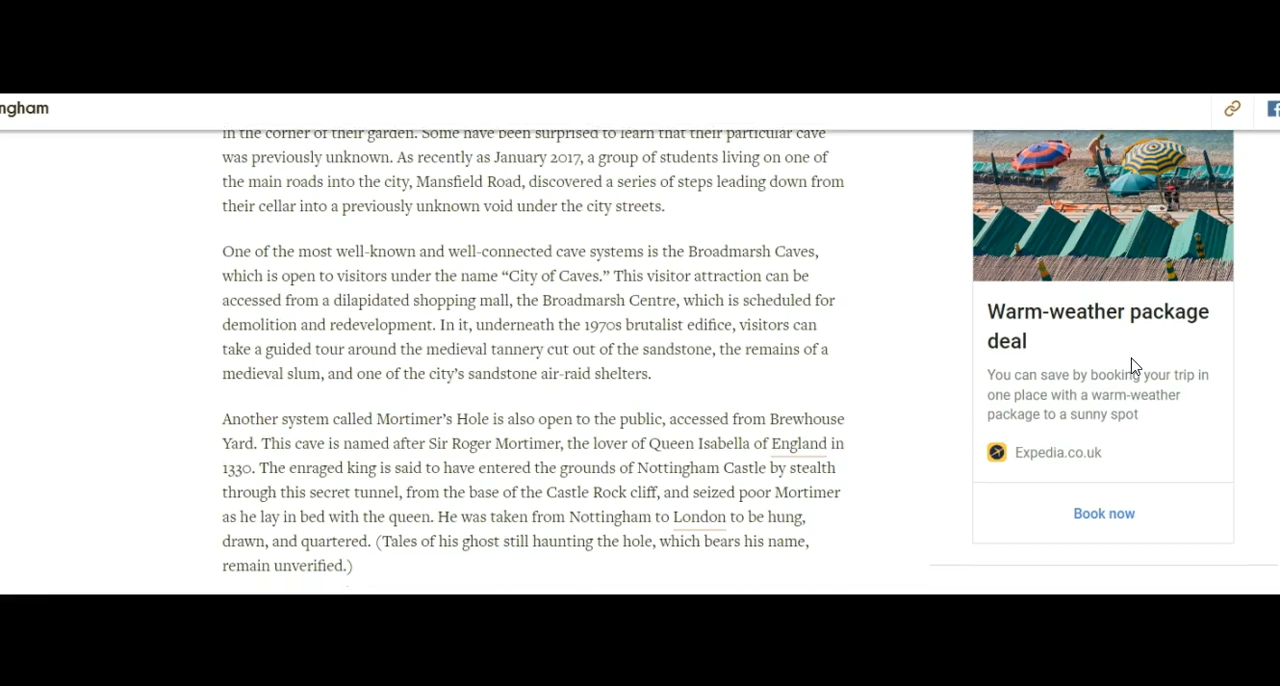 ngham
in the corner of their garden. Some have been surprised to learn that their particular cave
was previously unknown. As recently as January 2017, a group of students living on one of
the main roads into the city, Mansfield Road, discovered a series of steps leading down from
their cellar into a previously unknown void under the city streets.
One of the most well-known and well-connected cave systems is the Broadmarsh Caves,
which is open to visitors under the name “City of Caves.” This visitor attraction can be
accessed from a dilapidated shopping mall, the Broadmarsh Centre, which is scheduled for
demolition and redevelopment. In it, underneath the 1970s brutalist edifice, visitors can
take a guided tour around the medieval tannery cut out of the sandstone, the remains of a
medieval slum, and one of the city’s sandstone air-raid shelters.
Another system called Mortimer’s Hole is also open to the public, accessed from Brewhouse
Yard. This cave is named after Sir Roger Mortimer, the lover of Queen Isabella of England in
1330. The enraged king is said to have entered the grounds of Nottingham Castle by stealth
through this secret tunnel, from the base of the Castle Rock cliff, and seized poor Mortimer
as he lay in bed with the queen. He was taken from Nottingham to London to be hung,
drawn, and quartered. (Tales of his ghost still haunting the hole, which bears his name,
remain unverified.)
Warm-weather package
deal
You can save by booking your trip in
one place with a warm-weather
package to a sunny spot
Expedia.co.uk
Book now